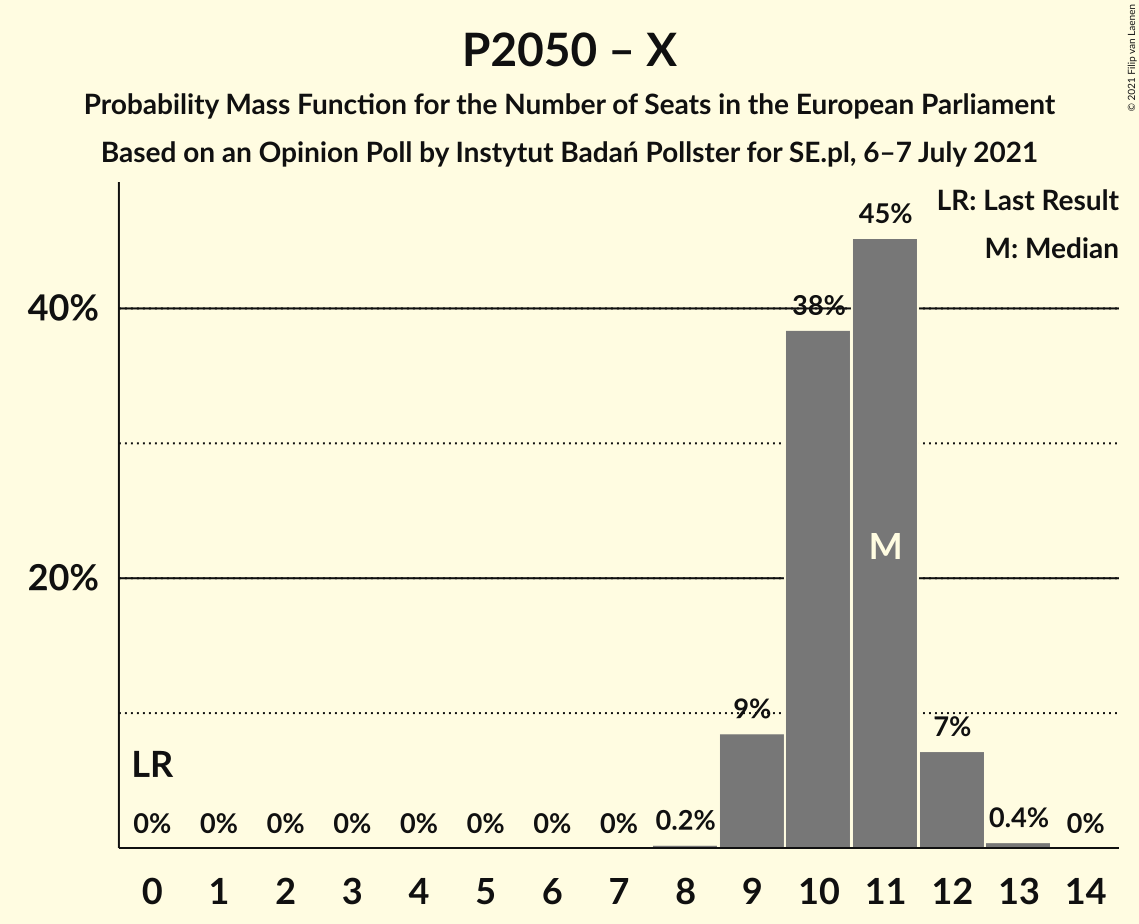 © 2021 Filip van Laenen
P2050 – X
Probability Mass Function for the Number of Seats in the European Parliament
Based on an Opinion Poll by Instytut Badań Pollster for SE.pl, 6–7 July 2021
LR: Last Result
M: Median
45%
40%
38%
M
20%
9%
7%
LR
0% 0% 0% 0% 0% 0% 0% 0% 0.2% 0.4% 0%
0 1 2 3 4 5 6 7 8 9 10 11 12 13 14